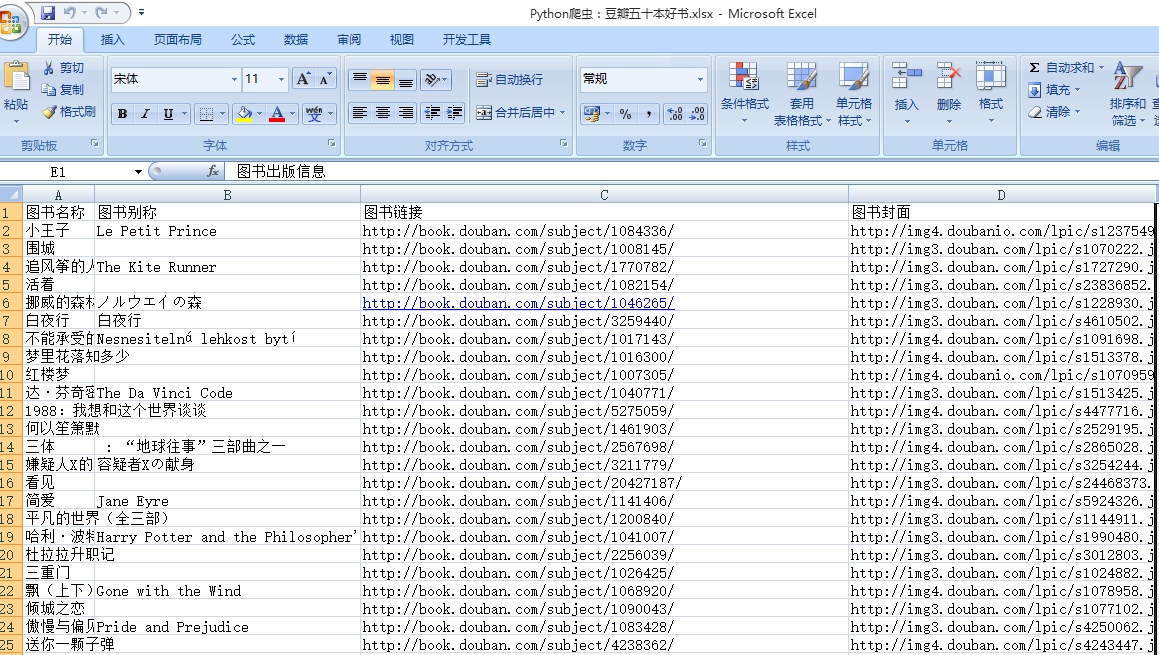 Python爬虫：豆瓣五十本好书.xlsx - Microsoft Excel
开始 插入 页面布局 公式 数据 审阅 视图 开发工具
粘贴 剪切 复制 格式刷
宋体 11
B I U A wén 变
自动换行
合并后居中
常规
% ,
条件格式 套用表格格式 单元格样式
插入 删除 格式
Σ 自动求和 填充 清除
排序和筛选
剪贴板 字体 对齐方式 数字 样式 单元格 编辑
E1 fx 图书出版信息
A B C D
1 图书名称 图书别称 图书链接 图书封面
2 小王子 Le Petit Prince http://book.douban.com/subject/1084336/ http://img4.doubanio.com/lpic/s1237549
3 围城 http://book.douban.com/subject/1008145/ http://img3.douban.com/lpic/s1070222.j
4 追风筝的人 The Kite Runner http://book.douban.com/subject/1770782/ http://img3.douban.com/lpic/s1727290.j
5 活着 http://book.douban.com/subject/1082154/ http://img3.douban.com/lpic/s23836852.
6 挪威的森林 ノルウエイの森 http://book.douban.com/subject/1046265/ http://img4.douban.com/lpic/s1228930.j
7 白夜行 白夜行 http://book.douban.com/subject/3259440/ http://img3.douban.com/lpic/s4610502.j
8 不能承受的 Nesnesitelná lehkost bytí http://book.douban.com/subject/1017143/ http://img4.douban.com/lpic/s1091698.j
9 梦里花落知多少 http://book.douban.com/subject/1016300/ http://img4.douban.com/lpic/s1513378.j
10 红楼梦 http://book.douban.com/subject/1007305/ http://img4.doubanio.com/lpic/s1070959
11 达·芬奇密 The Da Vinci Code http://book.douban.com/subject/1040771/ http://img3.douban.com/lpic/s1513425.j
12 1988：我想和这个世界谈谈 http://book.douban.com/subject/5275059/ http://img4.douban.com/lpic/s4477716.j
13 何以笙箫默 http://book.douban.com/subject/1461903/ http://img3.douban.com/lpic/s2529195.j
14 三体 ：“地球往事”三部曲之一 http://book.douban.com/subject/2567698/ http://img4.douban.com/lpic/s2865028.j
15 嫌疑人X的 容疑者Xの献身 http://book.douban.com/subject/3211779/ http://img3.douban.com/lpic/s3254244.j
16 看见 http://book.douban.com/subject/20427187/ http://img3.douban.com/lpic/s24468373.
17 简爱 Jane Eyre http://book.douban.com/subject/1141406/ http://img4.douban.com/lpic/s5924326.j
18 平凡的世界（全三部） http://book.douban.com/subject/1200840/ http://img3.douban.com/lpic/s1144911.j
19 哈利·波特 Harry Potter and the Philosopher' http://book.douban.com/subject/1041007/ http://img3.douban.com/lpic/s1990480.j
20 杜拉拉升职记 http://book.douban.com/subject/2256039/ http://img3.douban.com/lpic/s3012803.j
21 三重门 http://book.douban.com/subject/1026425/ http://img3.douban.com/lpic/s1024882.j
22 飘（上下） Gone with the Wind http://book.douban.com/subject/1068920/ http://img4.douban.com/lpic/s1078958.j
23 倾城之恋 http://book.douban.com/subject/1090043/ http://img3.douban.com/lpic/s1077102.j
24 傲慢与偏见 Pride and Prejudice http://book.douban.com/subject/1083428/ http://img3.douban.com/lpic/s4250062.j
25 送你一颗子弹 http://book.douban.com/subject/4238362/ http://img3.douban.com/lpic/s4243447.j